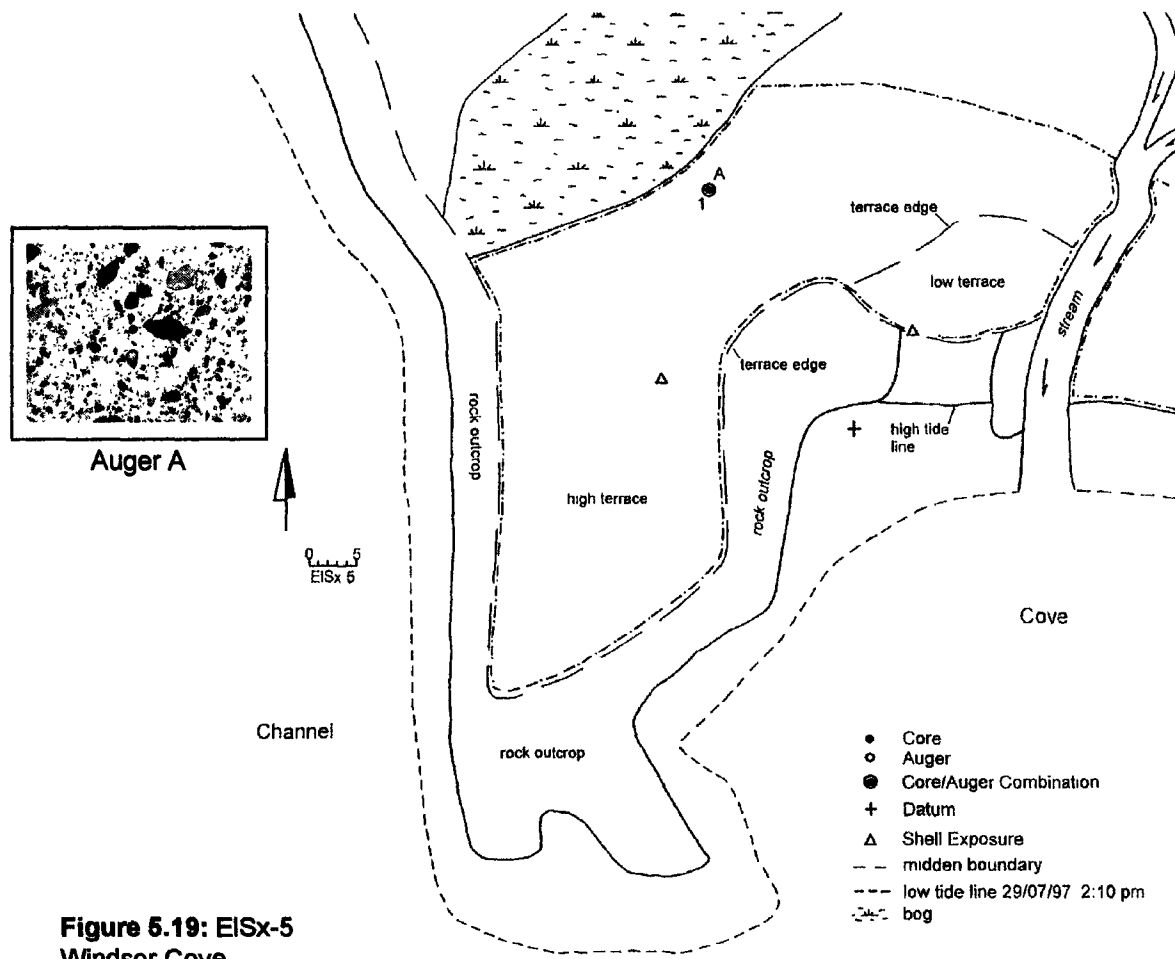 A
1
terrace edge
low terrace
stream
terrace edge
rock outcrop
high tide
line
Auger A
high terrace
rock outcrop
0 5
ElSx 5
Cove
Channel
rock outcrop
Core
Auger
Core/Auger Combination
Datum
Shell Exposure
midden boundary
low tide line 29/07/97 2:10 pm
bog
Figure 5.19: ElSx-5
Windsor Cove